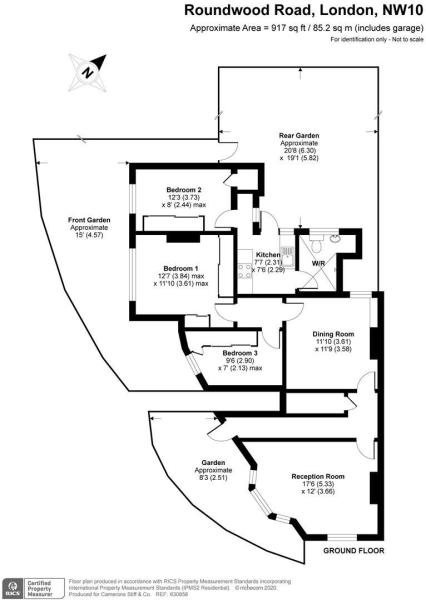 Roundwood Road, London, NW10
Approximate Area = 917 sq ft / 85.2 sq m (includes garage)
For identification only - Not to scale
N
Rear Garden
Approximate
20'8 (6.30)
x 19'1 (5.82)
Bedroom 2
12'3 (3.73)
x 8' (2.44) max
Front Garden
Approximate
15' (4.57)
Kitchen
7'7 (2.31)
x 7'6 (2.29)
W/R
Bedroom 1
12'7 (3.84) max
x 11'10 (3.61) max
Dining Room
11'10 (3.61)
x 11'9 (3.58)
Bedroom 3
9'6 (2.90)
x 7' (2.13) max
Garden
Approximate
8'3 (2.51)
Reception Room
17'6 (5.33)
x 12' (3.66)
GROUND FLOOR
RICS
Certified
Property
Measurer
Floor plan produced in accordance with RICS Property Measurement Standards incorporating
International Property Measurement Standards (IPMS2 Residential). © nichecom 2020.
Produced for Camerons Stiff & Co. REF: 630858